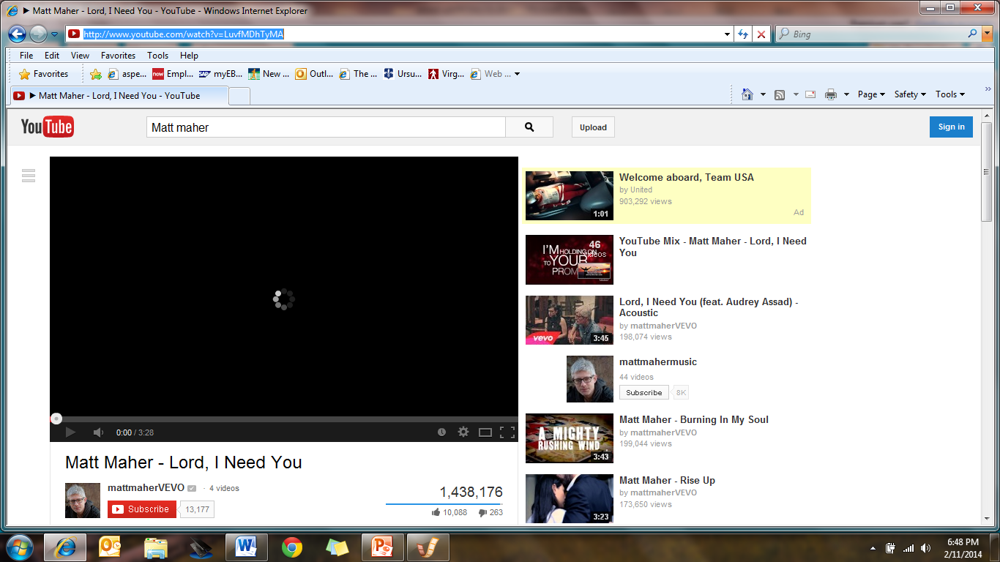 ▶ Matt Maher - Lord, I Need You - YouTube - Windows Internet Explorer
http://www.youtube.com/watch?v=LuvfMDhTyMA
Bing
File Edit View Favorites Tools Help
Favorites aspe... Empl... myEB... New ... Outl... The ... Ursu... Virg... Web ...
▶ Matt Maher - Lord, I Need You - YouTube
Page Safety Tools
YouTube
Matt maher
Upload
Sign in
Welcome aboard, Team USA
by United
903,292 views
1:01
Ad
YouTube Mix - Matt Maher - Lord, I Need
You
I'M HOLDING ON
TO YOUR
PROM
46
videos
Lord, I Need You (feat. Audrey Assad) -
Acoustic
by mattmaherVEVO
198,074 views
vevo
3:45
mattmahermusic
44 videos
Subscribe 8K
Matt Maher - Burning In My Soul
by mattmaherVEVO
199,044 views
A MIGHTY
RUSHING WIND
3:43
Matt Maher - Rise Up
by mattmaherVEVO
173,650 views
3:23
0:00 / 3:28
Matt Maher - Lord, I Need You
mattmaherVEVO · 4 videos
Subscribe 13,177
1,438,176
10,088 263
6:48 PM
2/11/2014